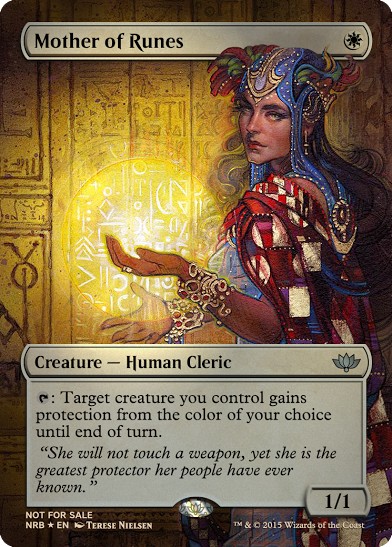 Mother of Runes
Creature — Human Cleric
: Target creature you control gains
protection from the color of your choice
until end of turn.
“She will not touch a weapon, yet she is the
greatest protector her people have ever
known.”
1/1
NOT FOR SALE
NRB ★ EN Terese Nielsen
™ & © 2015 Wizards of the Coast